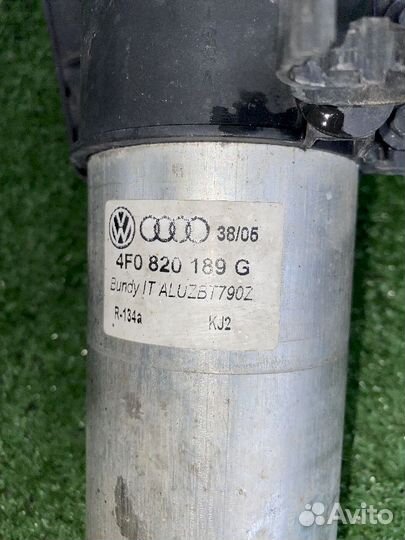 38/05
4F0 820 189 G
Bundy IT ALUZBT790Z
R-134a KJ2
Avito